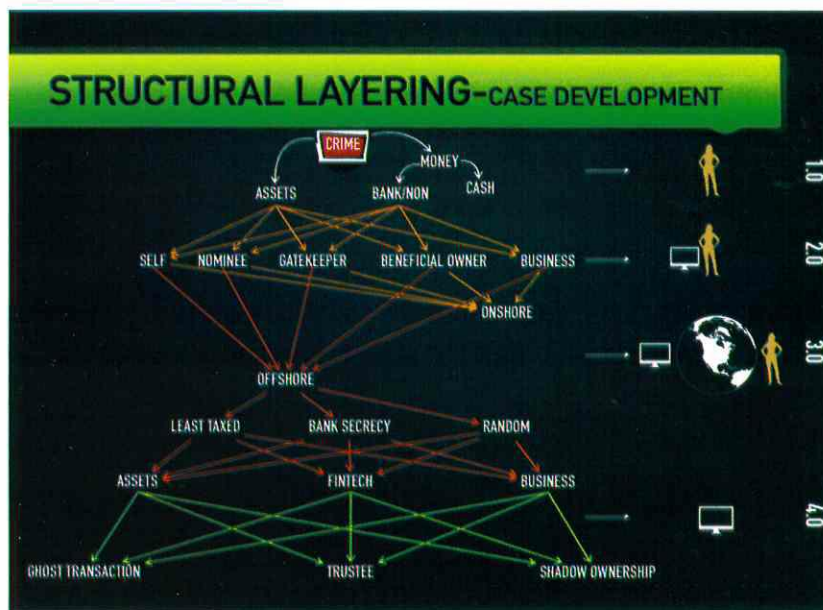 STRUCTURAL LAYERING-CASE DEVELOPMENT
CRIME
MONEY
ASSETS
BANK/NON
CASH
1.0
SELF
NOMINEE
GATEKEEPER
BENEFICIAL OWNER
BUSINESS
2.0
ONSHORE
3.0
OFFSHORE
LEAST TAXED
BANK SECRECY
RANDOM
ASSETS
FINTECH
BUSINESS
4.0
GHOST TRANSACTION
TRUSTEE
SHADOW OWNERSHIP